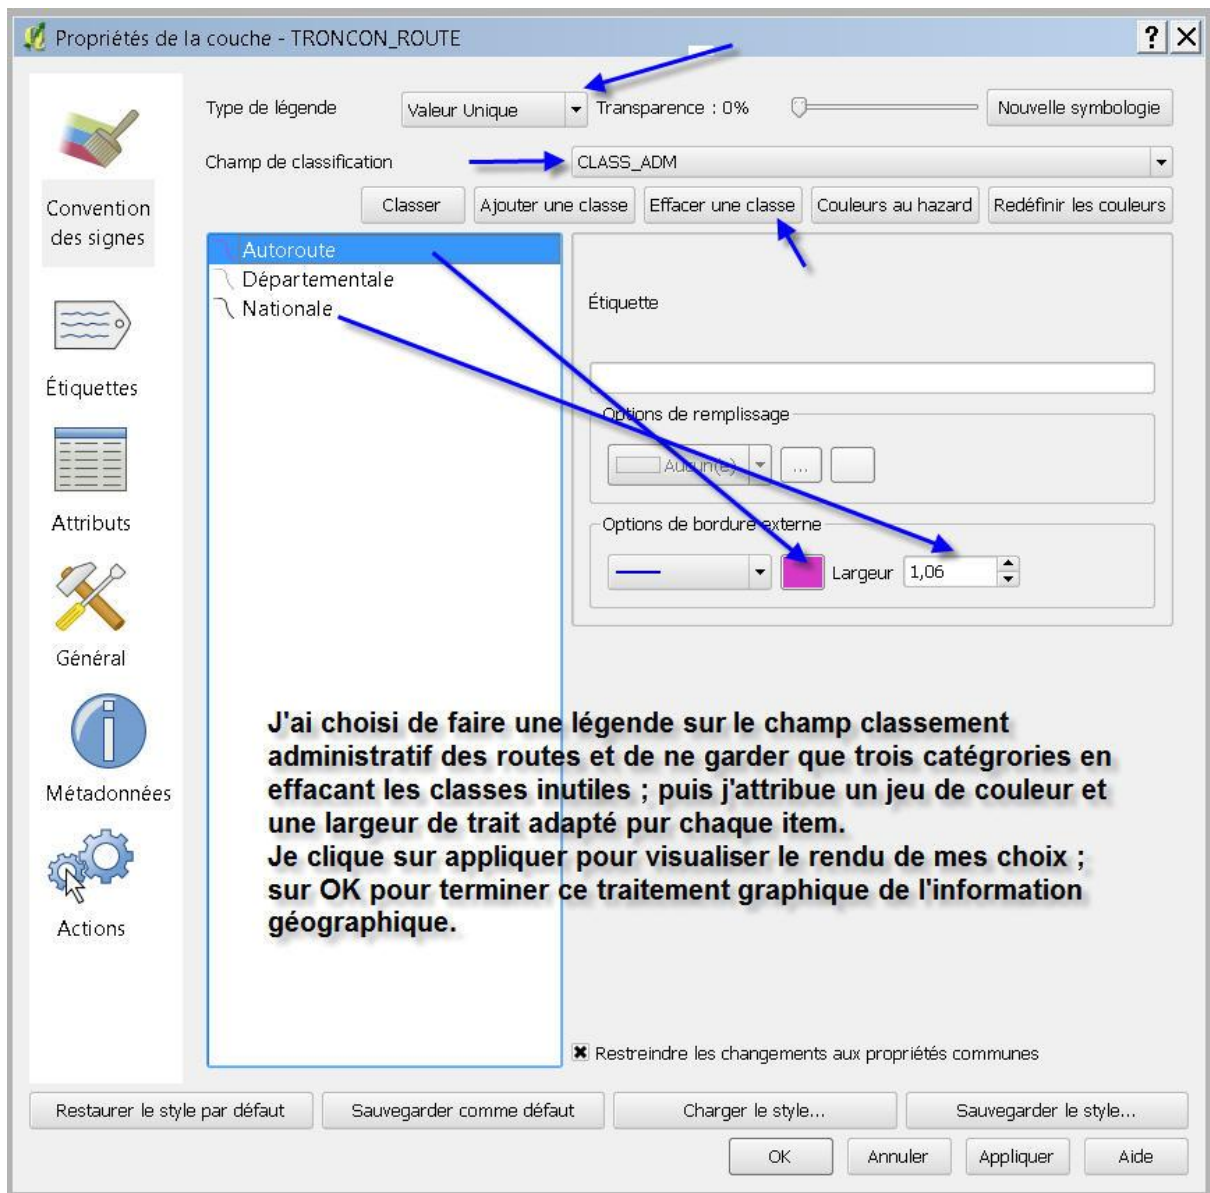 Propriétés de la couche - TRONCON_ROUTE
?
Type de légende
Valeur Unique
Transparence : 0%
Nouvelle symbologie
Champ de classification
CLASS_ADM
Classer
Ajouter une classe
Effacer une classe
Couleurs au hazard
Redéfinir les couleurs
Convention
des signes
Étiquettes
Attributs
Général
Métadonnées
Actions
Autoroute
Départementale
Nationale
Étiquette
Options de remplissage
Aucun(e)
...
Options de bordure externe
Largeur
1,06
J'ai choisi de faire une légende sur le champ classement
administratif des routes et de ne garder que trois catégrories en
effacant les classes inutiles ; puis j'attribue un jeu de couleur et
une largeur de trait adapté pur chaque item.
Je clique sur appliquer pour visualiser le rendu de mes choix ;
sur OK pour terminer ce traitement graphique de l'information
géographique.
Restreindre les changements aux propriétés communes
Restaurer le style par défaut
Sauvegarder comme défaut
Charger le style...
Sauvegarder le style...
OK
Annuler
Appliquer
Aide